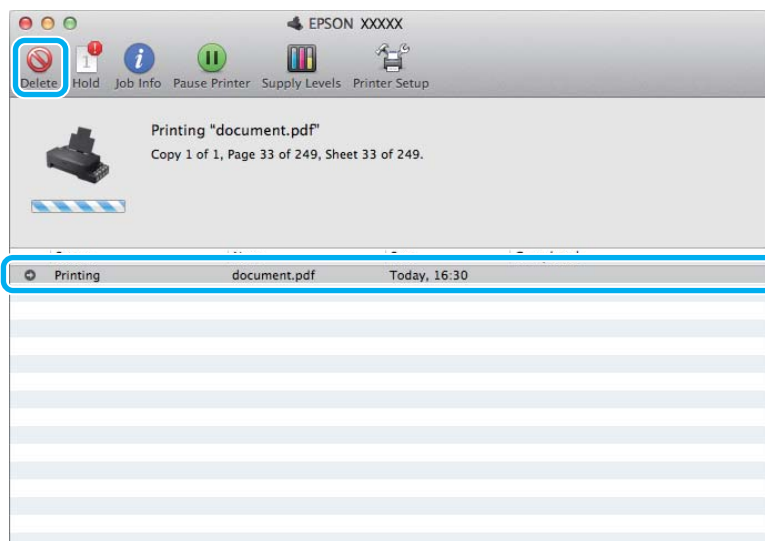 EPSON XXXXX
1
Delete Hold Job Info Pause Printer Supply Levels Printer Setup
Printing "document.pdf"
Copy 1 of 1, Page 33 of 249, Sheet 33 of 249.
Printing document.pdf Today, 16:30